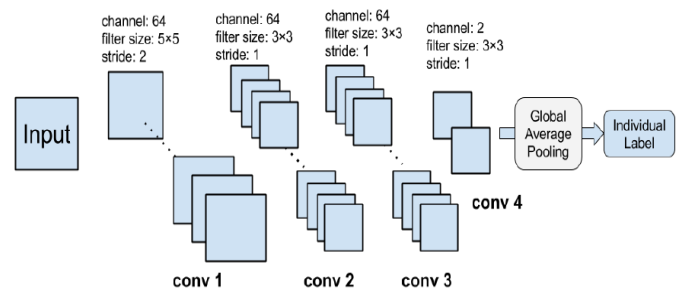 channel: 64
filter size: 5×5
stride: 2
channel: 64
filter size: 3×3
stride: 1
channel: 64
filter size: 3×3
stride: 1
channel: 2
filter size: 3×3
stride: 1
Input
Global
Average
Pooling
Individual
Label
conv 4
conv 1
conv 2
conv 3